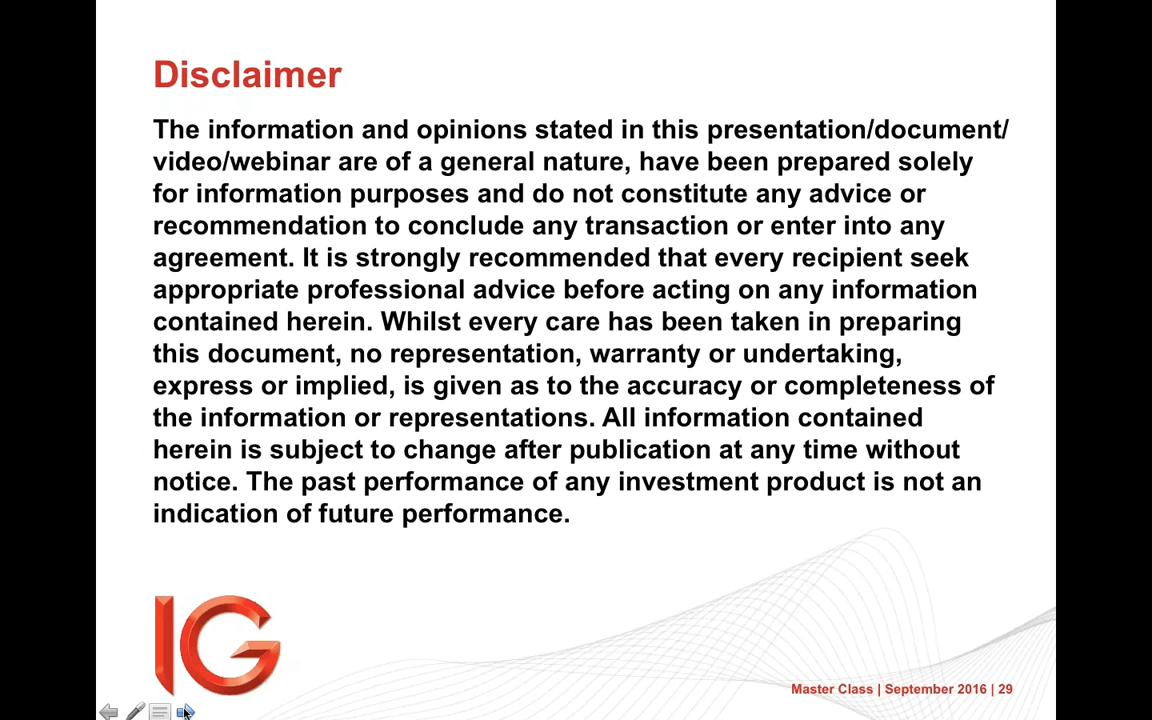 Disclaimer
The information and opinions stated in this presentation/document/
video/webinar are of a general nature, have been prepared solely
for information purposes and do not constitute any advice or
recommendation to conclude any transaction or enter into any
agreement. It is strongly recommended that every recipient seek
appropriate professional advice before acting on any information
contained herein. Whilst every care has been taken in preparing
this document, no representation, warranty or undertaking,
express or implied, is given as to the accuracy or completeness of
the information or representations. All information contained
herein is subject to change after publication at any time without
notice. The past performance of any investment product is not an
indication of future performance.
IG
Master Class | September 2016 | 29